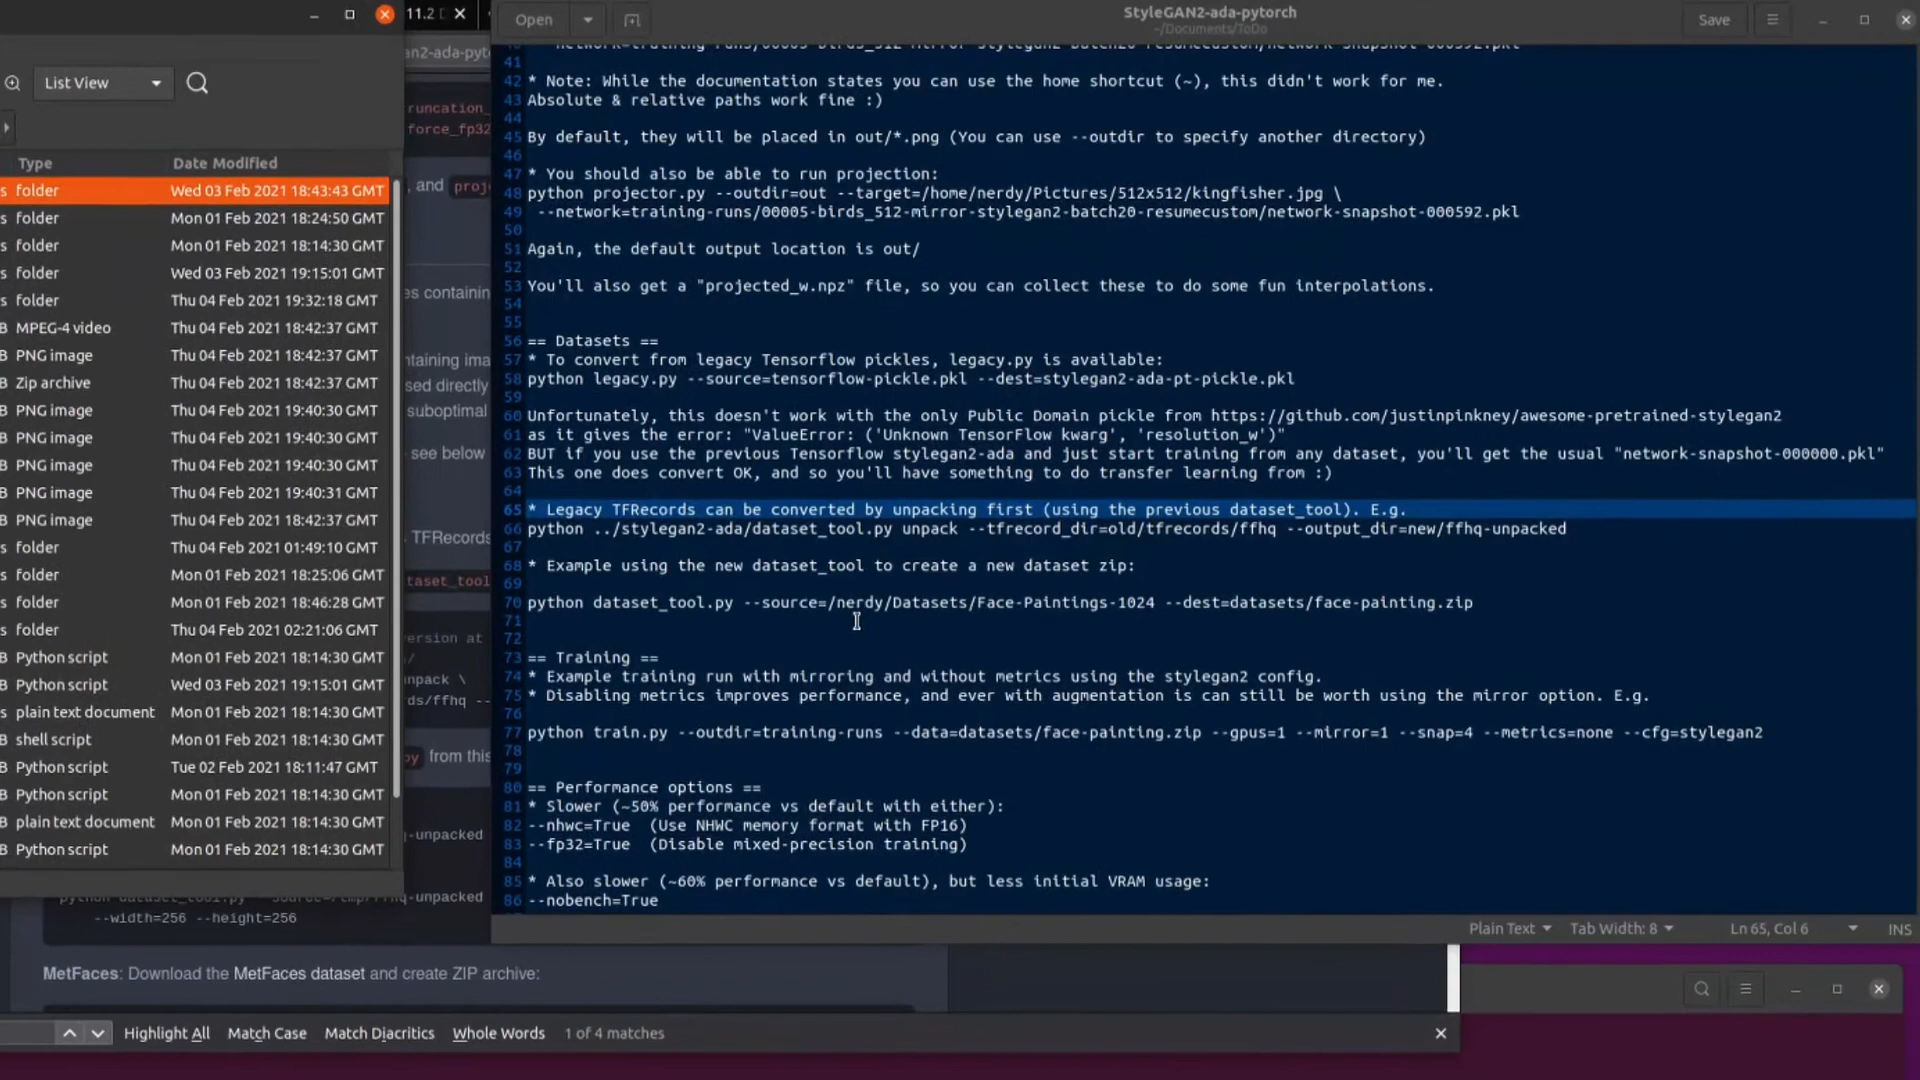 11.2
Open
StyleGAN2-ada-pytorch
~/Documents/ToDo
Save
gan2-ada-pyto
List View
Type
Date Modified
s folder Wed 03 Feb 2021 18:43:43 GMT
s folder Mon 01 Feb 2021 18:24:50 GMT
s folder Mon 01 Feb 2021 18:14:30 GMT
s folder Wed 03 Feb 2021 19:15:01 GMT
s folder Thu 04 Feb 2021 19:32:18 GMT
B MPEG-4 video Thu 04 Feb 2021 18:42:37 GMT
B PNG image Thu 04 Feb 2021 18:42:37 GMT
B Zip archive Thu 04 Feb 2021 18:42:37 GMT
B PNG image Thu 04 Feb 2021 19:40:30 GMT
B PNG image Thu 04 Feb 2021 19:40:30 GMT
B PNG image Thu 04 Feb 2021 19:40:30 GMT
B PNG image Thu 04 Feb 2021 19:40:31 GMT
B PNG image Thu 04 Feb 2021 18:42:37 GMT
s folder Thu 04 Feb 2021 01:49:10 GMT
s folder Mon 01 Feb 2021 18:25:06 GMT
s folder Mon 01 Feb 2021 18:46:28 GMT
s folder Thu 04 Feb 2021 02:21:06 GMT
B Python script Mon 01 Feb 2021 18:14:30 GMT
B Python script Wed 03 Feb 2021 19:15:01 GMT
s plain text document Mon 01 Feb 2021 18:14:30 GMT
B shell script Mon 01 Feb 2021 18:14:30 GMT
B Python script Tue 02 Feb 2021 18:11:47 GMT
B Python script Mon 01 Feb 2021 18:14:30 GMT
B plain text document Mon 01 Feb 2021 18:14:30 GMT
B Python script Mon 01 Feb 2021 18:14:30 GMT
runcation_
force_fp32
, and proj
es containing
ntaining ima
sed directly
suboptimal
see below
TFRecords
taset_tool
version at
npack \
ds/ffhq --
py from this
-unpacked
--width=256 --height=256
MetFaces: Download the MetFaces dataset and create ZIP archive:
41
42 * Note: While the documentation states you can use the home shortcut (~), this didn't work for me.
43 Absolute & relative paths work fine :)
44
45 By default, they will be placed in out/*.png (You can use --outdir to specify another directory)
46
47 * You should also be able to run projection:
48 python projector.py --outdir=out --target=/home/nerdy/Pictures/512x512/kingfisher.jpg \
49 --network=training-runs/00005-birds_512-mirror-stylegan2-batch20-resumecustom/network-snapshot-000592.pkl
50
51 Again, the default output location is out/
52
53 You'll also get a "projected_w.npz" file, so you can collect these to do some fun interpolations.
54
55
56 == Datasets ==
57 * To convert from legacy Tensorflow pickles, legacy.py is available:
58 python legacy.py --source=tensorflow-pickle.pkl --dest=stylegan2-ada-pt-pickle.pkl
59
60 Unfortunately, this doesn't work with the only Public Domain pickle from https://github.com/justinpinkney/awesome-pretrained-stylegan2
61 as it gives the error: "ValueError: ('Unknown TensorFlow kwarg', 'resolution_w')"
62 BUT if you use the previous Tensorflow stylegan2-ada and just start training from any dataset, you'll get the usual "network-snapshot-000000.pkl"
63 This one does convert OK, and so you'll have something to do transfer learning from :)
64
65 * Legacy TFRecords can be converted by unpacking first (using the previous dataset_tool). E.g.
66 python ../stylegan2-ada/dataset_tool.py unpack --tfrecord_dir=old/tfrecords/ffhq --output_dir=new/ffhq-unpacked
67
68 * Example using the new dataset_tool to create a new dataset zip:
69
70 python dataset_tool.py --source=/nerdy/Datasets/Face-Paintings-1024 --dest=datasets/face-painting.zip
71
72
73 == Training ==
74 * Example training run with mirroring and without metrics using the stylegan2 config.
75 * Disabling metrics improves performance, and ever with augmentation is can still be worth using the mirror option. E.g.
76
77 python train.py --outdir=training-runs --data=datasets/face-painting.zip --gpus=1 --mirror=1 --snap=4 --metrics=none --cfg=stylegan2
78
79
80 == Performance options ==
81 * Slower (~50% performance vs default with either):
82 --nhwc=True (Use NHWC memory format with FP16)
83 --fp32=True (Disable mixed-precision training)
84
85 * Also slower (~60% performance vs default), but less initial VRAM usage:
86 --nobench=True
Plain Text Tab Width: 8 Ln 65, Col 6 INS
Highlight All Match Case Match Diacritics Whole Words 1 of 4 matches